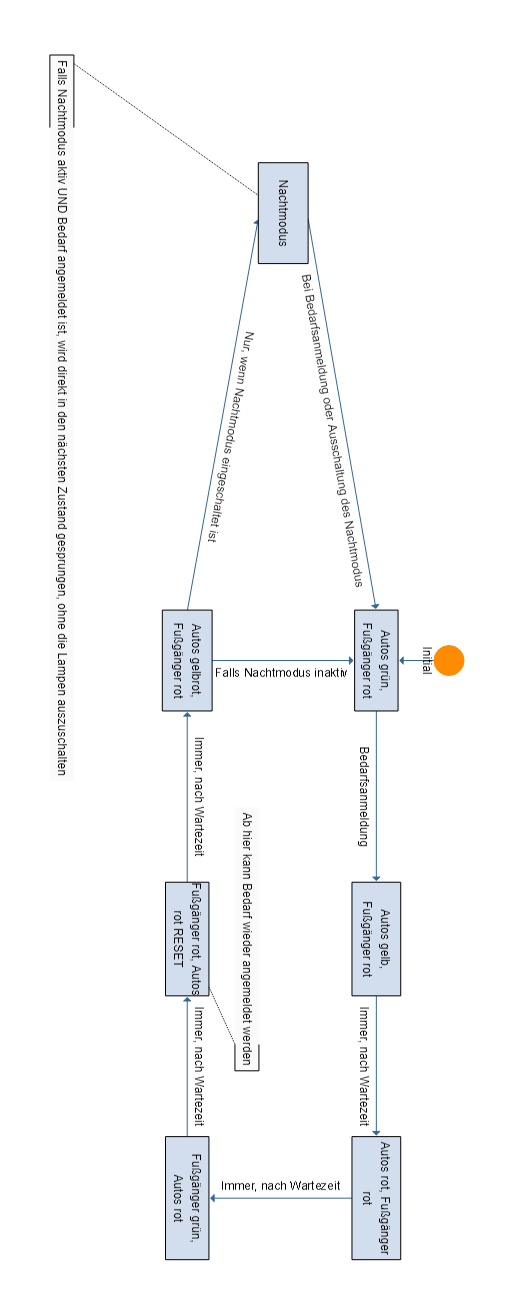 Falls Nachtmodus aktiv UND Bedarf angemeldet ist, wird direkt in den nächsten Zustand gesprungen, ohne die Lampen auszuschalten
Nachtmodus
Bei Bedarfsanmeldung oder Ausschaltung des Nachtmodus
Nur, wenn Nachtmodus eingeschaltet ist
Initial
Autos grün,
Fußgänger rot
Falls Nachtmodus inaktiv
Autos gelbrot,
Fußgänger rot
Bedarfsanmeldung
Immer, nach Wartezeit
Autos gelb,
Fußgänger rot
Ab hier kann Bedarf wieder angemeldet werden
Fußgänger rot, Autos
rot RESET
Immer, nach Wartezeit
Immer, nach Wartezeit
Autos rot, Fußgänger
rot
Immer, nach Wartezeit
Fußgänger grün,
Autos rot